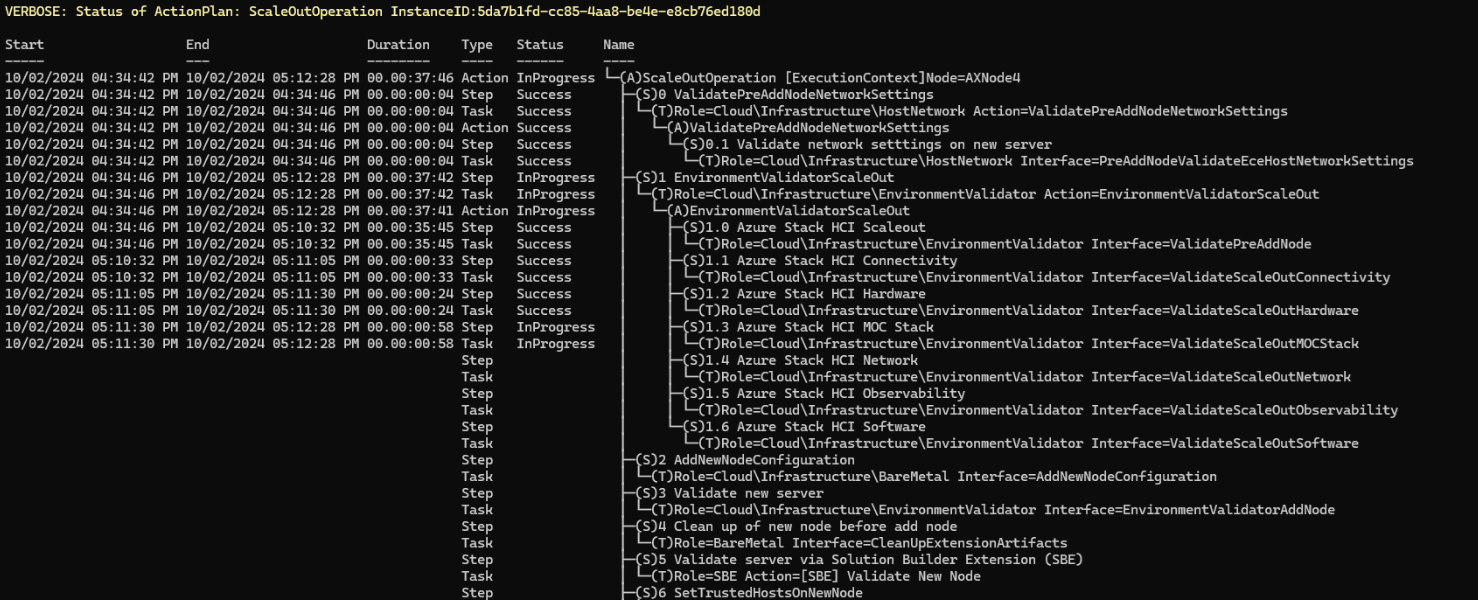 VERBOSE: Status of ActionPlan: ScaleOutOperation InstanceID:5da7b1fd-cc85-4aa8-be4e-e8cb76ed180d
Start End Duration Type Status Name
----- --- -------- ---- ------ ----
10/02/2024 04:34:42 PM 10/02/2024 05:12:28 PM 00.00:37:46 Action InProgress └─(A)ScaleOutOperation [ExecutionContext]Node=AXNode4
10/02/2024 04:34:42 PM 10/02/2024 04:34:46 PM 00.00:00:04 Step Success ├─(S)0 ValidatePreAddNodeNetworkSettings
10/02/2024 04:34:42 PM 10/02/2024 04:34:46 PM 00.00:00:04 Task Success │ └─(T)Role=Cloud\Infrastructure\HostNetwork Action=ValidatePreAddNodeNetworkSettings
10/02/2024 04:34:42 PM 10/02/2024 04:34:46 PM 00.00:00:04 Action Success │ └─(A)ValidatePreAddNodeNetworkSettings
10/02/2024 04:34:42 PM 10/02/2024 04:34:46 PM 00.00:00:04 Step Success │ └─(S)0.1 Validate network setttings on new server
10/02/2024 04:34:42 PM 10/02/2024 04:34:46 PM 00.00:00:04 Task Success │ └─(T)Role=Cloud\Infrastructure\HostNetwork Interface=PreAddNodeValidateEceHostNetworkSettings
10/02/2024 04:34:46 PM 10/02/2024 05:12:28 PM 00.00:37:42 Step InProgress ├─(S)1 EnvironmentValidatorScaleOut
10/02/2024 04:34:46 PM 10/02/2024 05:12:28 PM 00.00:37:42 Task InProgress │ └─(T)Role=Cloud\Infrastructure\EnvironmentValidator Action=EnvironmentValidatorScaleOut
10/02/2024 04:34:46 PM 10/02/2024 05:12:28 PM 00.00:37:41 Action InProgress │ └─(A)EnvironmentValidatorScaleOut
10/02/2024 04:34:46 PM 10/02/2024 05:10:32 PM 00.00:35:45 Step Success │ ├─(S)1.0 Azure Stack HCI Scaleout
10/02/2024 04:34:46 PM 10/02/2024 05:10:32 PM 00.00:35:45 Task Success │ │ └─(T)Role=Cloud\Infrastructure\EnvironmentValidator Interface=ValidatePreAddNode
10/02/2024 05:10:32 PM 10/02/2024 05:11:05 PM 00.00:00:33 Step Success │ ├─(S)1.1 Azure Stack HCI Connectivity
10/02/2024 05:10:32 PM 10/02/2024 05:11:05 PM 00.00:00:33 Task Success │ │ └─(T)Role=Cloud\Infrastructure\EnvironmentValidator Interface=ValidateScaleOutConnectivity
10/02/2024 05:11:05 PM 10/02/2024 05:11:30 PM 00.00:00:24 Step Success │ ├─(S)1.2 Azure Stack HCI Hardware
10/02/2024 05:11:05 PM 10/02/2024 05:11:30 PM 00.00:00:24 Task Success │ │ └─(T)Role=Cloud\Infrastructure\EnvironmentValidator Interface=ValidateScaleOutHardware
10/02/2024 05:11:30 PM 10/02/2024 05:12:28 PM 00.00:00:58 Step InProgress │ ├─(S)1.3 Azure Stack HCI MOC Stack
10/02/2024 05:11:30 PM 10/02/2024 05:12:28 PM 00.00:00:58 Task InProgress │ │ └─(T)Role=Cloud\Infrastructure\EnvironmentValidator Interface=ValidateScaleOutMOCStack
Step │ ├─(S)1.4 Azure Stack HCI Network
Task │ │ └─(T)Role=Cloud\Infrastructure\EnvironmentValidator Interface=ValidateScaleOutNetwork
Step │ ├─(S)1.5 Azure Stack HCI Observability
Task │ │ └─(T)Role=Cloud\Infrastructure\EnvironmentValidator Interface=ValidateScaleOutObservability
Step │ └─(S)1.6 Azure Stack HCI Software
Task │ └─(T)Role=Cloud\Infrastructure\EnvironmentValidator Interface=ValidateScaleOutSoftware
Step ├─(S)2 AddNewNodeConfiguration
Task │ └─(T)Role=Cloud\Infrastructure\BareMetal Interface=AddNewNodeConfiguration
Step ├─(S)3 Validate new server
Task │ └─(T)Role=Cloud\Infrastructure\EnvironmentValidator Interface=EnvironmentValidatorAddNode
Step ├─(S)4 Clean up of new node before add node
Task │ └─(T)Role=BareMetal Interface=CleanUpExtensionArtifacts
Step ├─(S)5 Validate server via Solution Builder Extension (SBE)
Task │ └─(T)Role=SBE Action=[SBE] Validate New Node
Step ├─(S)6 SetTrustedHostsOnNewNode